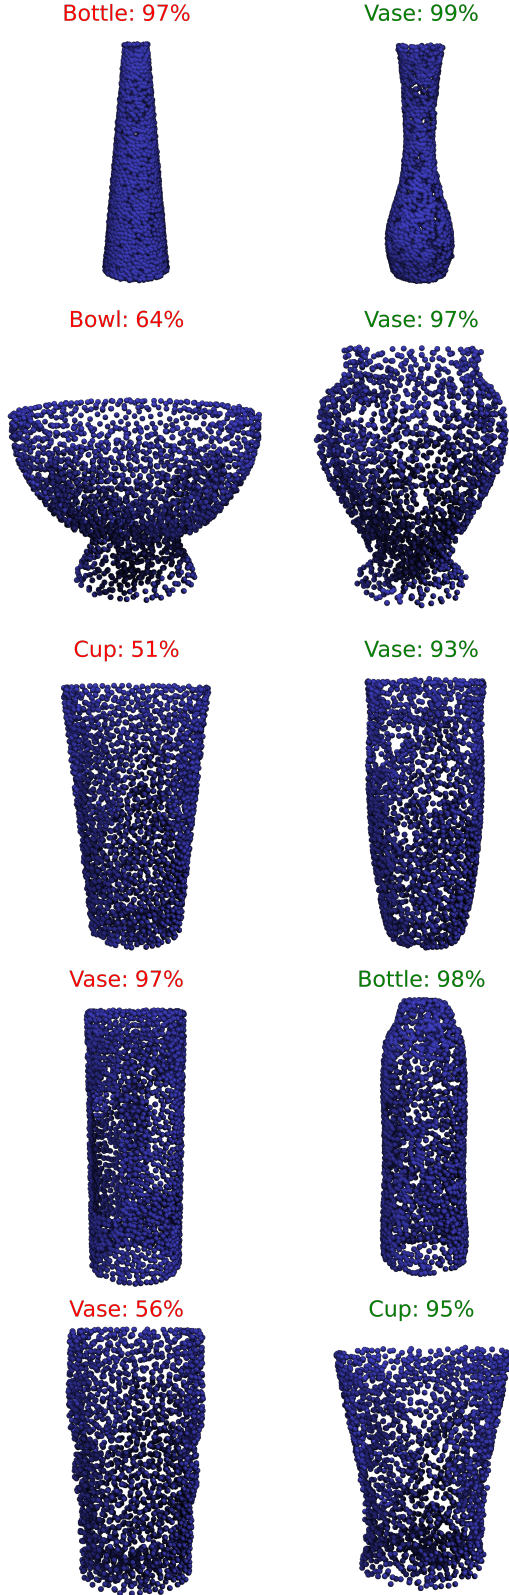 Bottle: 97%
Vase: 99%
Bowl: 64%
Vase: 97%
Cup: 51%
Vase: 93%
Vase: 97%
Bottle: 98%
Vase: 56%
Cup: 95%